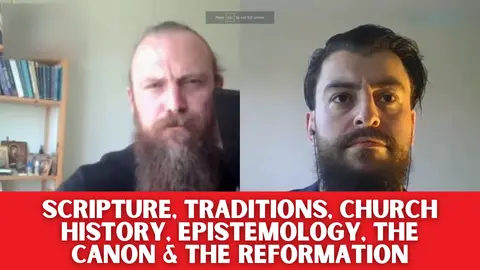 SCRIPTURE, TRADITIONS, CHURCH
HISTORY, EPISTEMOLOGY, THE
CANON & THE REFORMATION